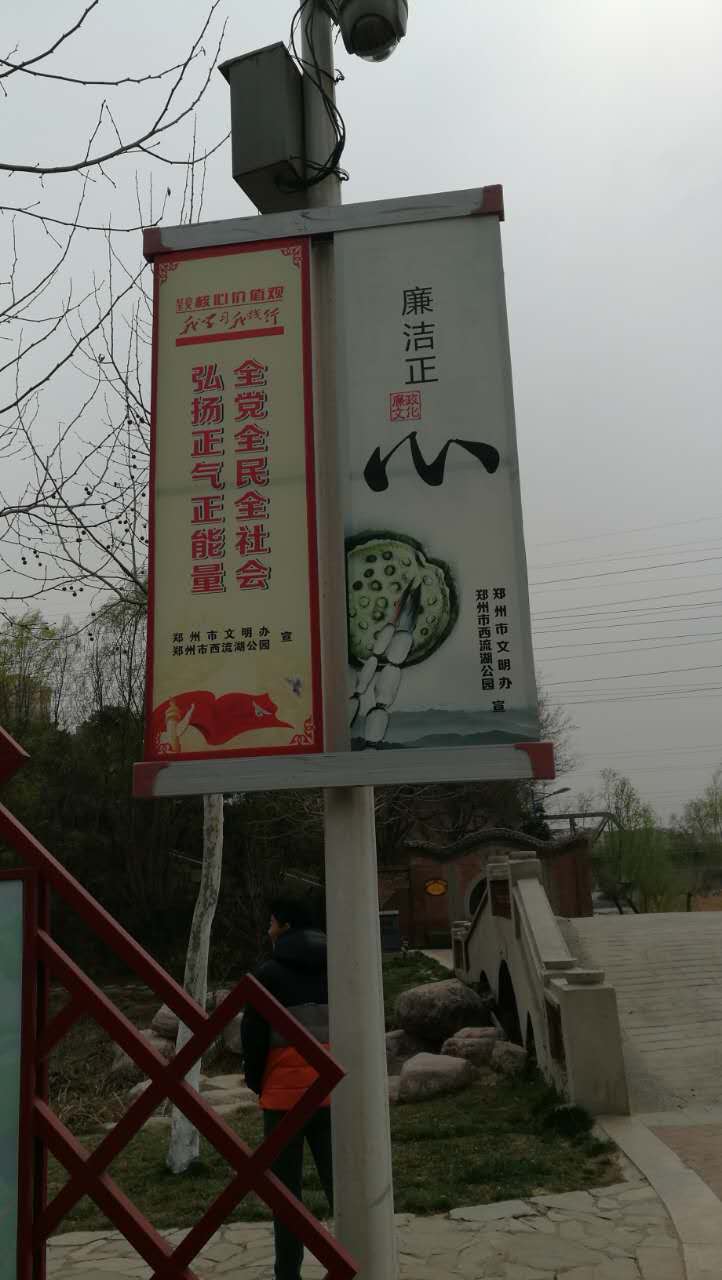 核心价值观
我学习我践行
全党全民全社会
弘扬正气正能量
郑州市文明办
郑州市西流湖公园
宣
廉洁正
廉政
文化
心
郑州市文明办
郑州市西流湖公园
宣